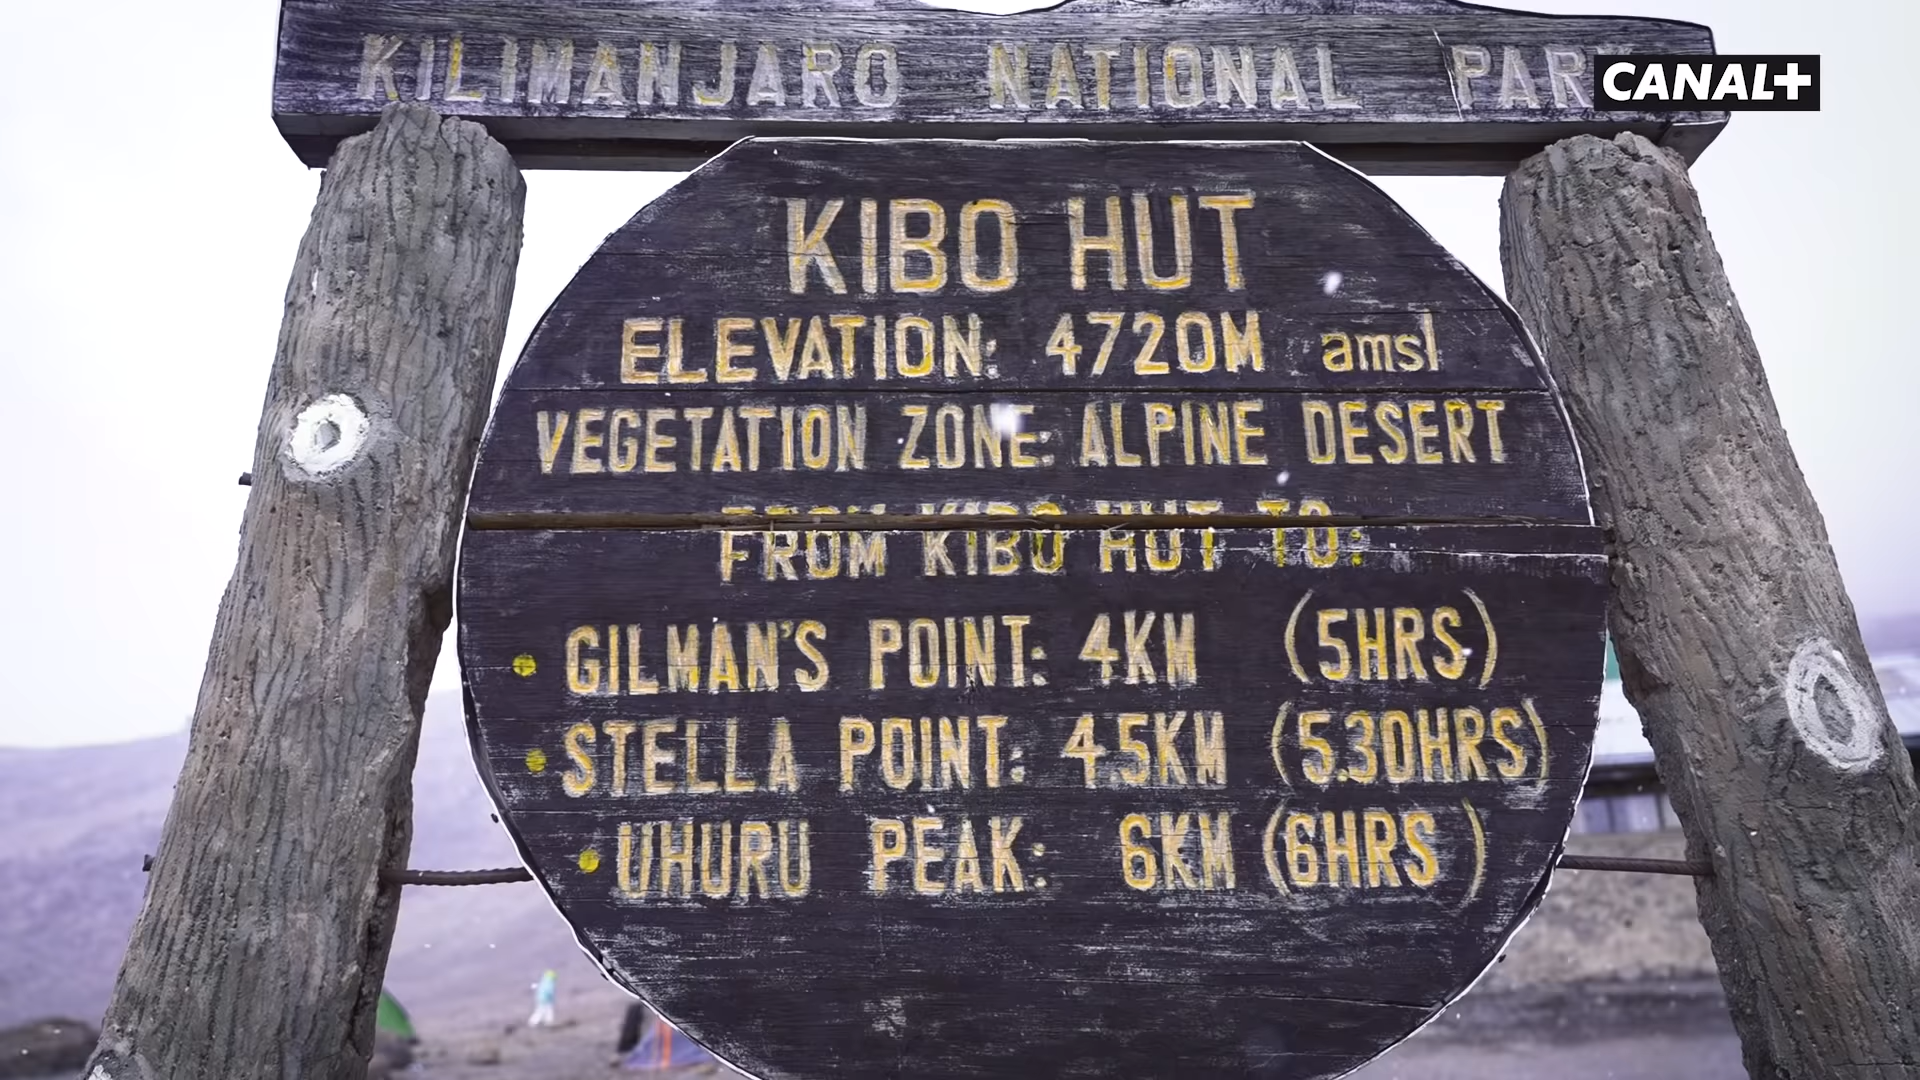 KILIMANJARO NATIONAL PARK
CANAL+
KIBO HUT
ELEVATION: 4720M amsl
VEGETATION ZONE: ALPINE DESERT
FROM KIBO HUT TO:
• GILMAN'S POINT: 4KM (5HRS)
• STELLA POINT: 4.5KM (5.30HRS)
• UHURU PEAK: 6KM (6HRS)